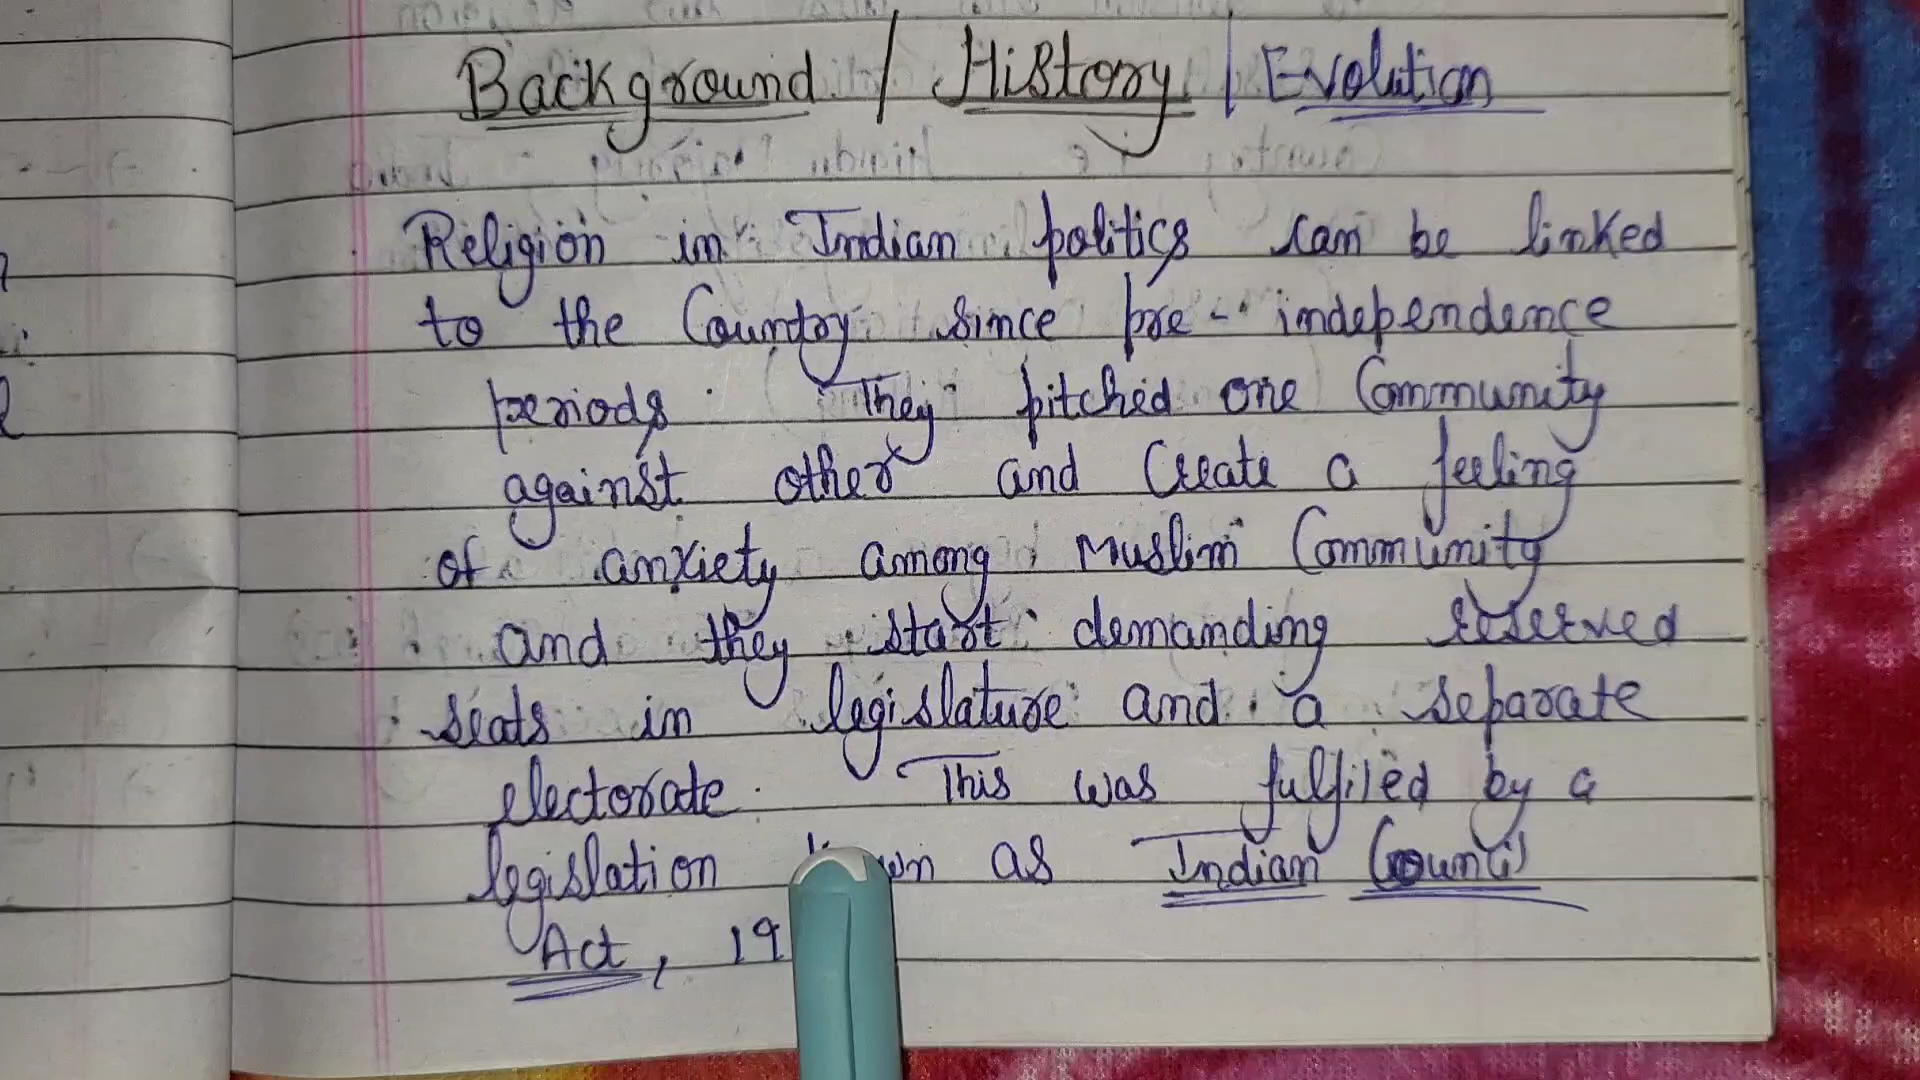 Background / History / Evolution
Religion in Indian politics can be linked
to the Country since pre - independence
periods. They pitched one Community
against other and Create a feeling
of anxiety among Muslim Community
and they start demanding reserved
seats in legislature and a separate
electorate. This was fulfiled by a
legislation as Indian Council
Act, 19